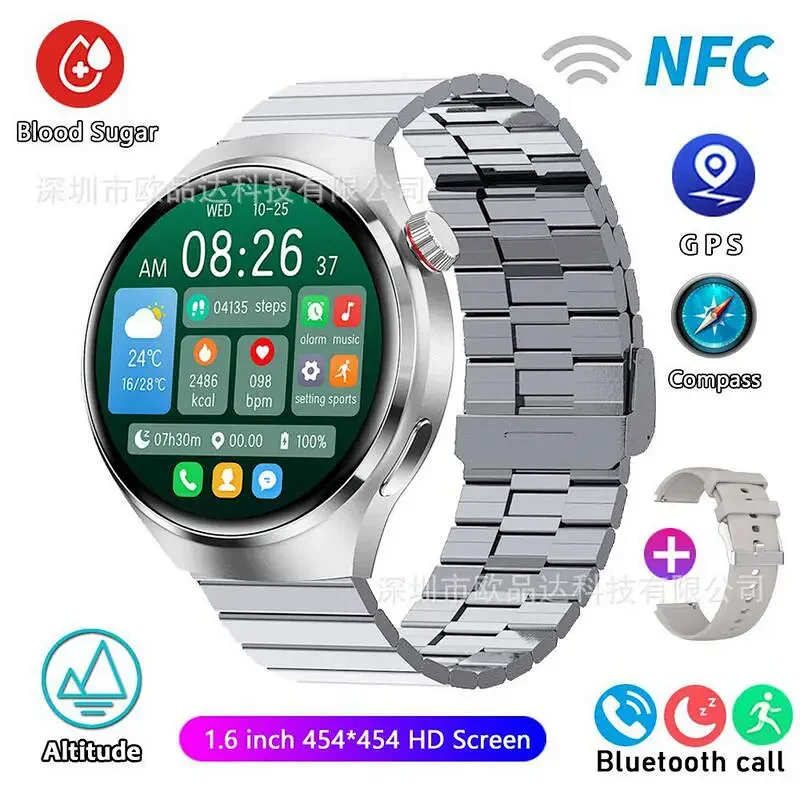 NFC
Blood Sugar
深圳市欧品达科技有限公司
WED 10-25
AM 08:26 37
04135 steps
alarm music
24℃
16/28℃
2486 kcal
098 bpm
setting sports
07h30m 00.00 100%
GPS
Compass
深圳市欧品达科技有限公司
Altitude
1.6 inch 454*454 HD Screen
Bluetooth call